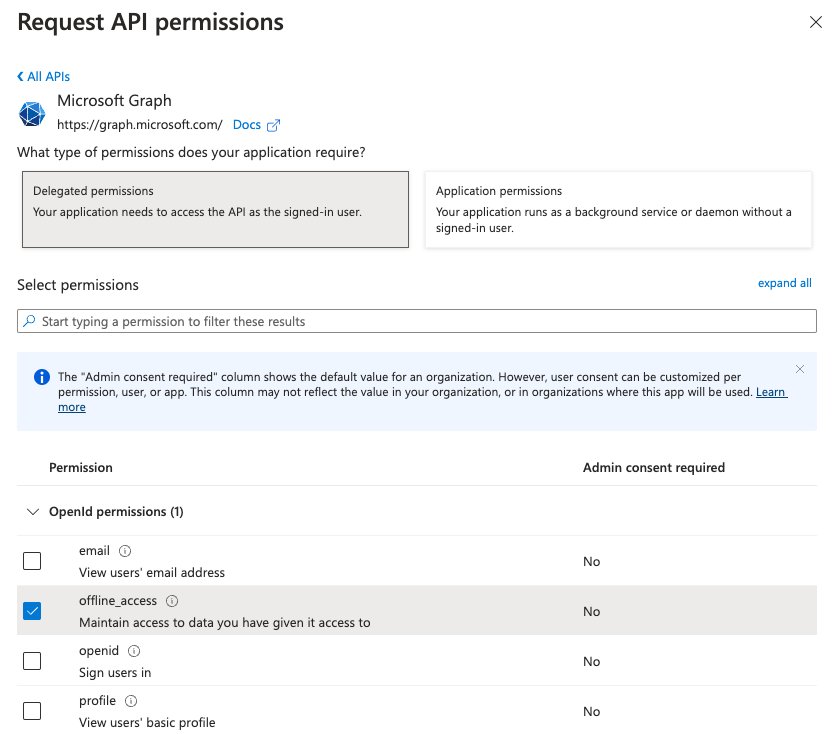 Request API permissions
All APIs
Microsoft Graph
https://graph.microsoft.com/ Docs
What type of permissions does your application require?
Delegated permissions
Your application needs to access the API as the signed-in user.
Application permissions
Your application runs as a background service or daemon without a
signed-in user.
Select permissions
expand all
Start typing a permission to filter these results
The "Admin consent required" column shows the default value for an organization. However, user consent can be customized per
permission, user, or app. This column may not reflect the value in your organization, or in organizations where this app will be used. Learn
more
Permission Admin consent required
OpenId permissions (1)
email
View users' email address
No
offline_access
Maintain access to data you have given it access to
No
openid
Sign users in
No
profile
View users' basic profile
No